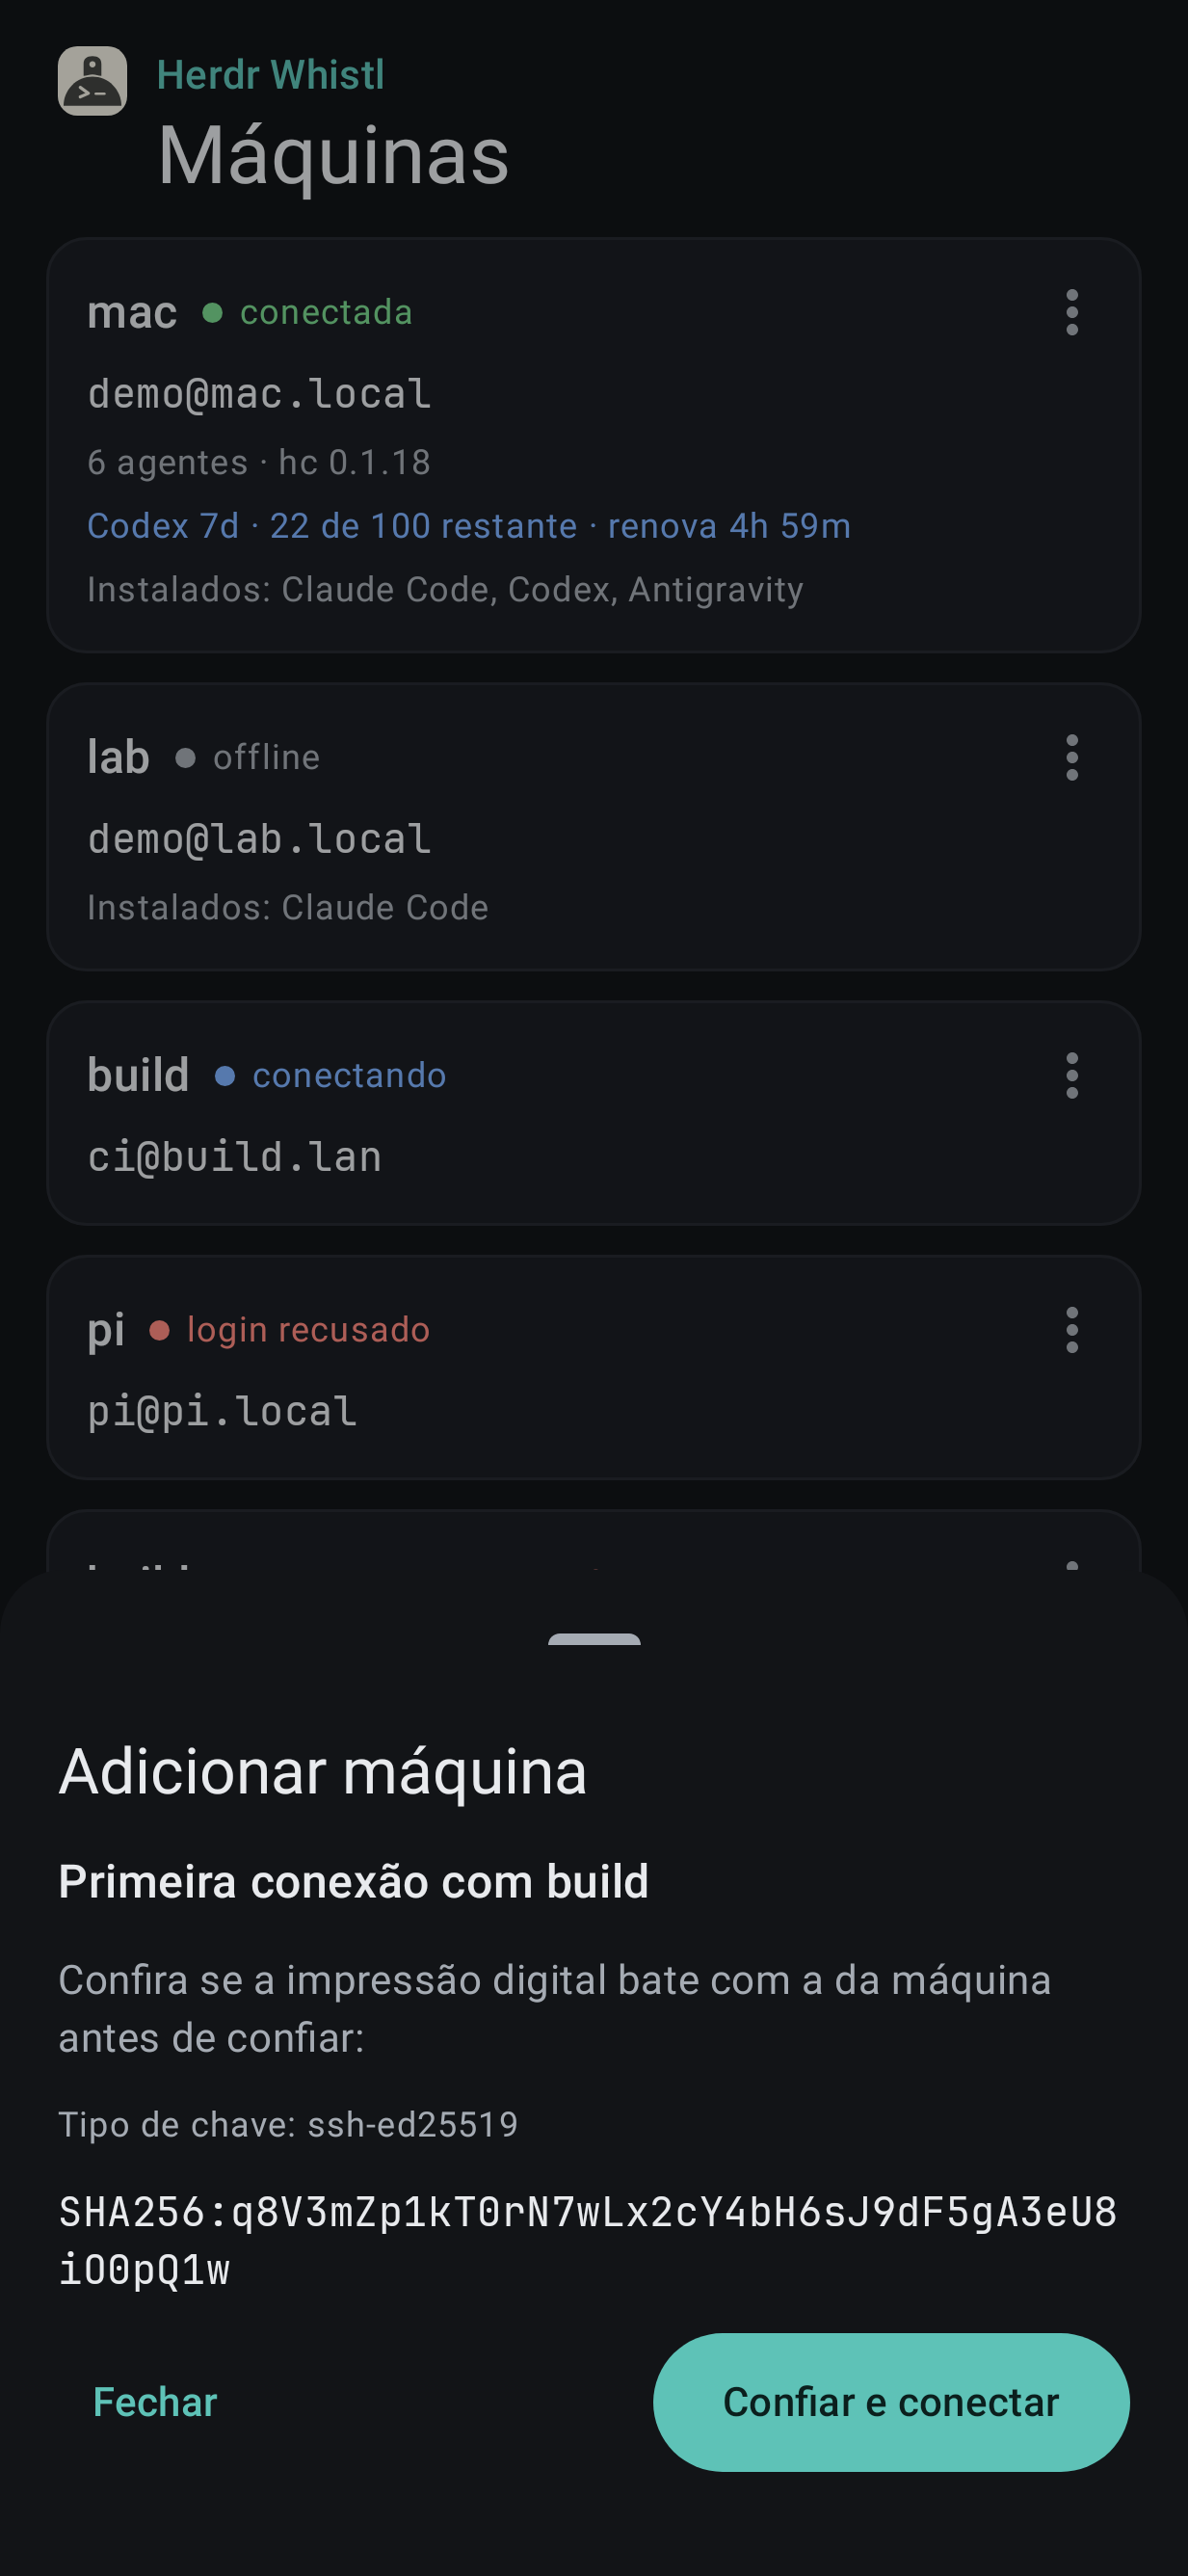 Herdr Whistl
Máquinas
mac conectada
demo@mac.local
6 agentes · hc 0.1.18
Codex 7d · 22 de 100 restante · renova 4h 59m
Instalados: Claude Code, Codex, Antigravity
lab offline
demo@lab.local
Instalados: Claude Code
build conectando
ci@build.lan
pi login recusado
pi@pi.local
Adicionar máquina
Primeira conexão com build
Confira se a impressão digital bate com a da máquina
antes de confiar:
Tipo de chave: ssh-ed25519
SHA256:q8V3mZp1kT0rN7wLx2cY4bH6sJ9dF5gA3eU8
iO0pQ1w
Fechar
Confiar e conectar